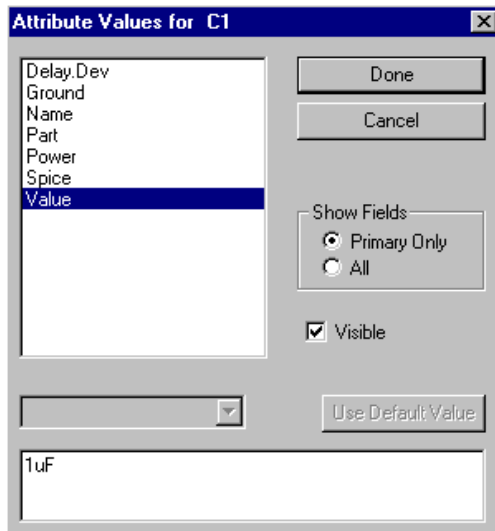 Attribute Values for C1
Delay.Dev
Ground
Name
Part
Power
Spice
Value
Done
Cancel
Show Fields
Primary Only
All
Visible
Use Default Value
1uF